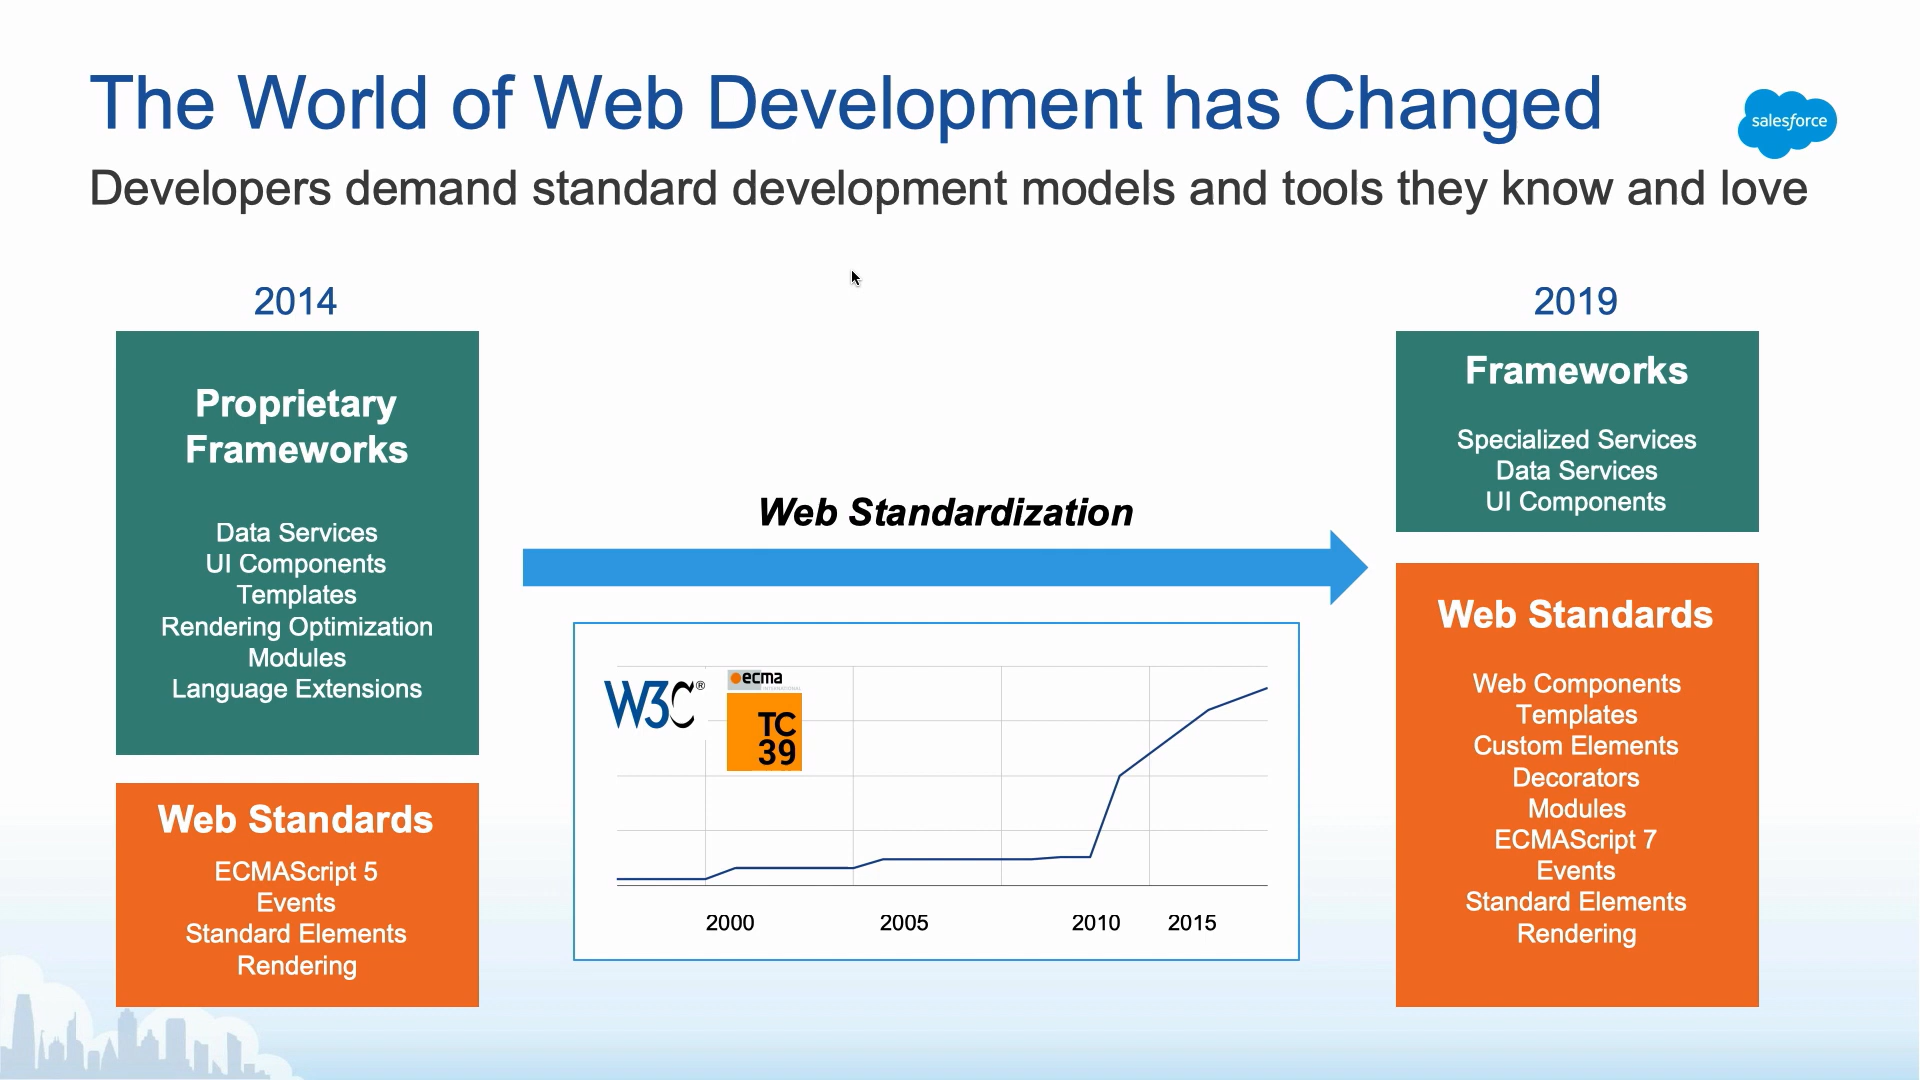 The World of Web Development has Changed
salesforce
Developers demand standard development models and tools they know and love
2014
Proprietary
Frameworks
Data Services
UI Components
Templates
Rendering Optimization
Modules
Language Extensions
Web Standards
ECMAScript 5
Events
Standard Elements
Rendering
Web Standardization
W3C®
ecma
INTERNATIONAL
TC
39
2000
2005
2010
2015
2019
Frameworks
Specialized Services
Data Services
UI Components
Web Standards
Web Components
Templates
Custom Elements
Decorators
Modules
ECMAScript 7
Events
Standard Elements
Rendering